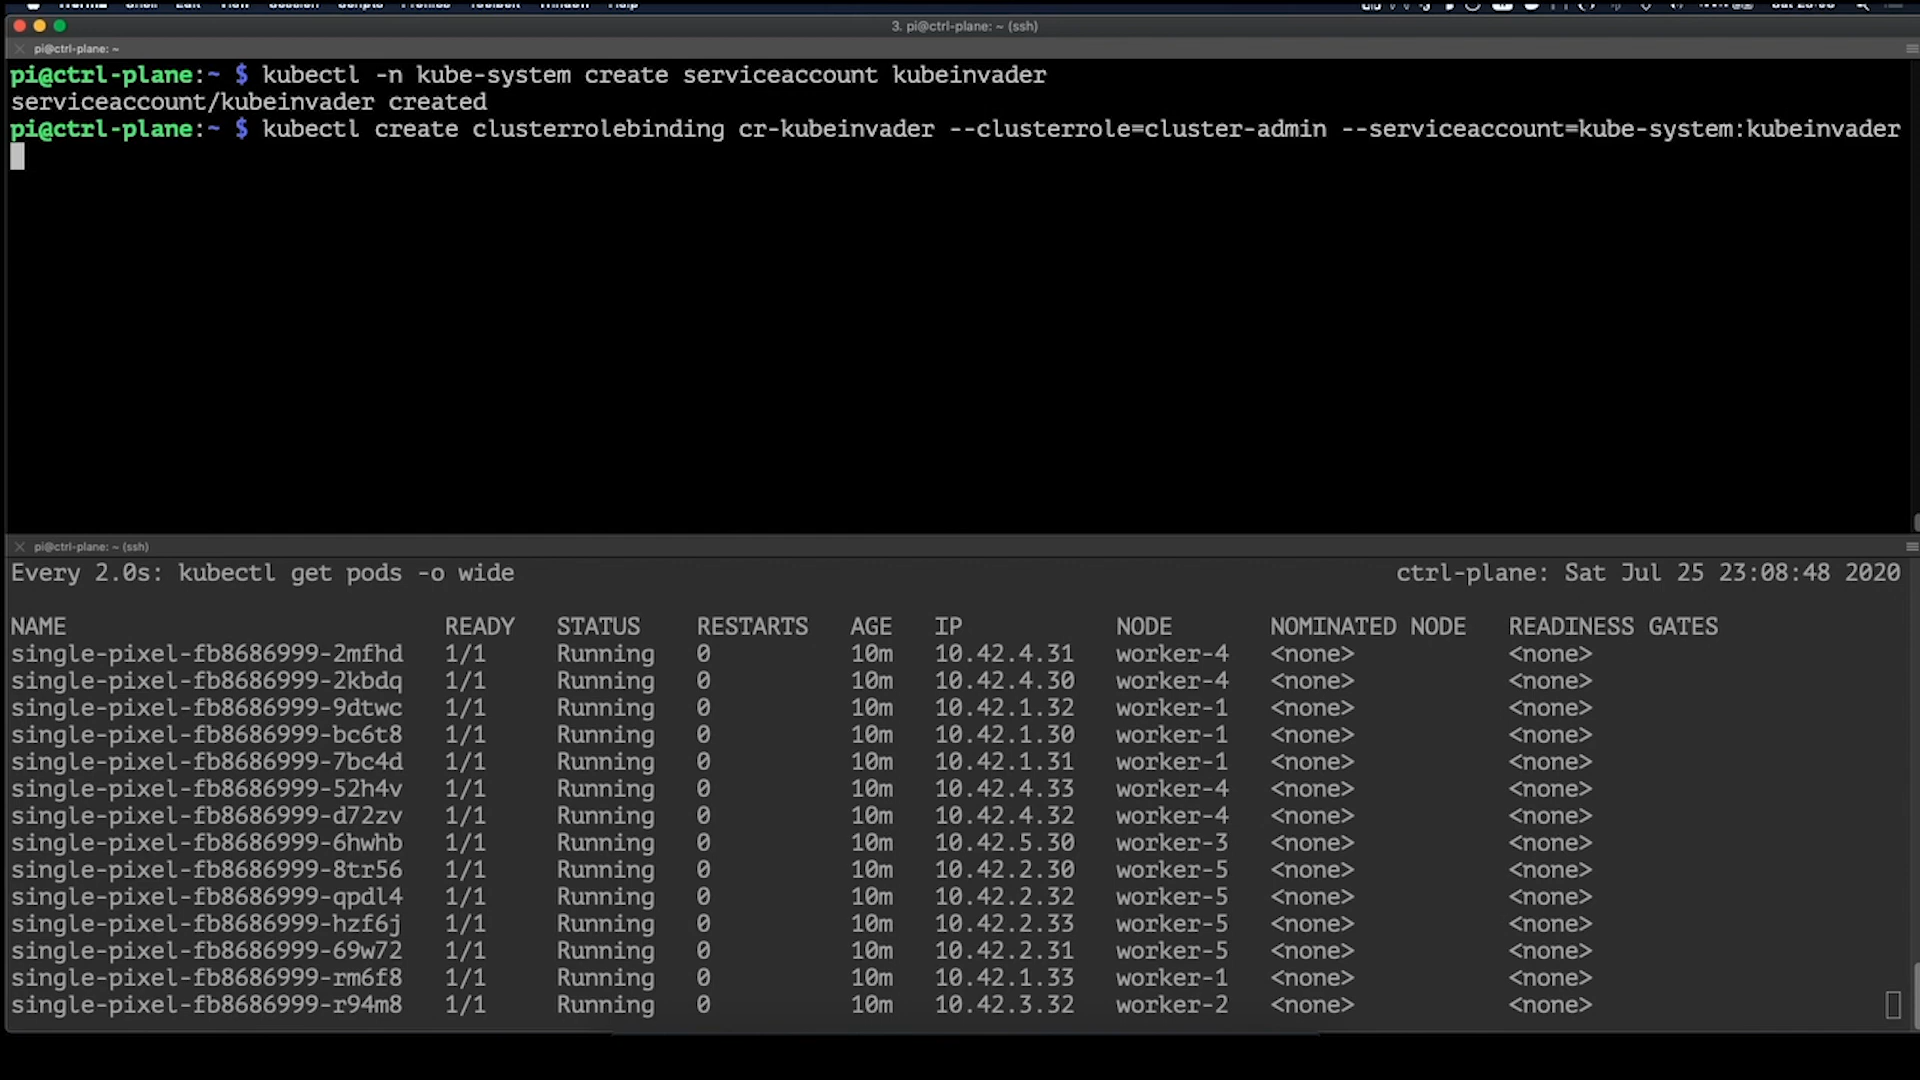 3. pi@ctrl-plane: ~ (ssh)
pi@ctrl-plane: ~
pi@ctrl-plane:~ $ kubectl -n kube-system create serviceaccount kubeinvader
serviceaccount/kubeinvader created
pi@ctrl-plane:~ $ kubectl create clusterrolebinding cr-kubeinvader --clusterrole=cluster-admin --serviceaccount=kube-system:kubeinvader
pi@ctrl-plane: ~ (ssh)
Every 2.0s: kubectl get pods -o wide ctrl-plane: Sat Jul 25 23:08:48 2020
NAME READY STATUS RESTARTS AGE IP NODE NOMINATED NODE READINESS GATES
single-pixel-fb8686999-2mfhd 1/1 Running 0 10m 10.42.4.31 worker-4 <none> <none>
single-pixel-fb8686999-2kbdq 1/1 Running 0 10m 10.42.4.30 worker-4 <none> <none>
single-pixel-fb8686999-9dtwc 1/1 Running 0 10m 10.42.1.32 worker-1 <none> <none>
single-pixel-fb8686999-bc6t8 1/1 Running 0 10m 10.42.1.30 worker-1 <none> <none>
single-pixel-fb8686999-7bc4d 1/1 Running 0 10m 10.42.1.31 worker-1 <none> <none>
single-pixel-fb8686999-52h4v 1/1 Running 0 10m 10.42.4.33 worker-4 <none> <none>
single-pixel-fb8686999-d72zv 1/1 Running 0 10m 10.42.4.32 worker-4 <none> <none>
single-pixel-fb8686999-6hwhb 1/1 Running 0 10m 10.42.5.30 worker-3 <none> <none>
single-pixel-fb8686999-8tr56 1/1 Running 0 10m 10.42.2.30 worker-5 <none> <none>
single-pixel-fb8686999-qpdl4 1/1 Running 0 10m 10.42.2.32 worker-5 <none> <none>
single-pixel-fb8686999-hzf6j 1/1 Running 0 10m 10.42.2.33 worker-5 <none> <none>
single-pixel-fb8686999-69w72 1/1 Running 0 10m 10.42.2.31 worker-5 <none> <none>
single-pixel-fb8686999-rm6f8 1/1 Running 0 10m 10.42.1.33 worker-1 <none> <none>
single-pixel-fb8686999-r94m8 1/1 Running 0 10m 10.42.3.32 worker-2 <none> <none>